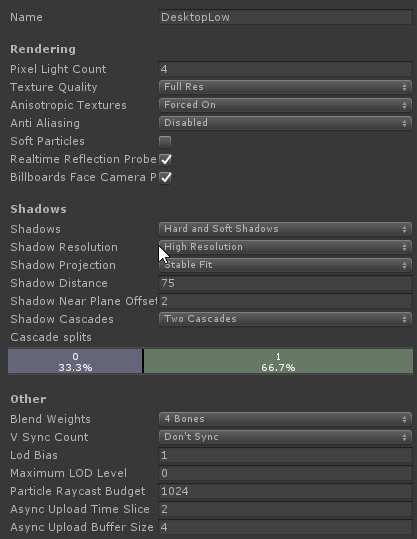 Name DesktopLow
Rendering
Pixel Light Count 4
Texture Quality Full Res
Anisotropic Textures Forced On
Anti Aliasing Disabled
Soft Particles
Realtime Reflection Probe
Billboards Face Camera P
Shadows
Shadows Hard and Soft Shadows
Shadow Resolution High Resolution
Shadow Projection Stable Fit
Shadow Distance 75
Shadow Near Plane Offset 2
Shadow Cascades Two Cascades
Cascade splits
0 1
33.3% 66.7%
Other
Blend Weights 4 Bones
V Sync Count Don't Sync
Lod Bias 1
Maximum LOD Level 0
Particle Raycast Budget 1024
Async Upload Time Slice 2
Async Upload Buffer Size 4